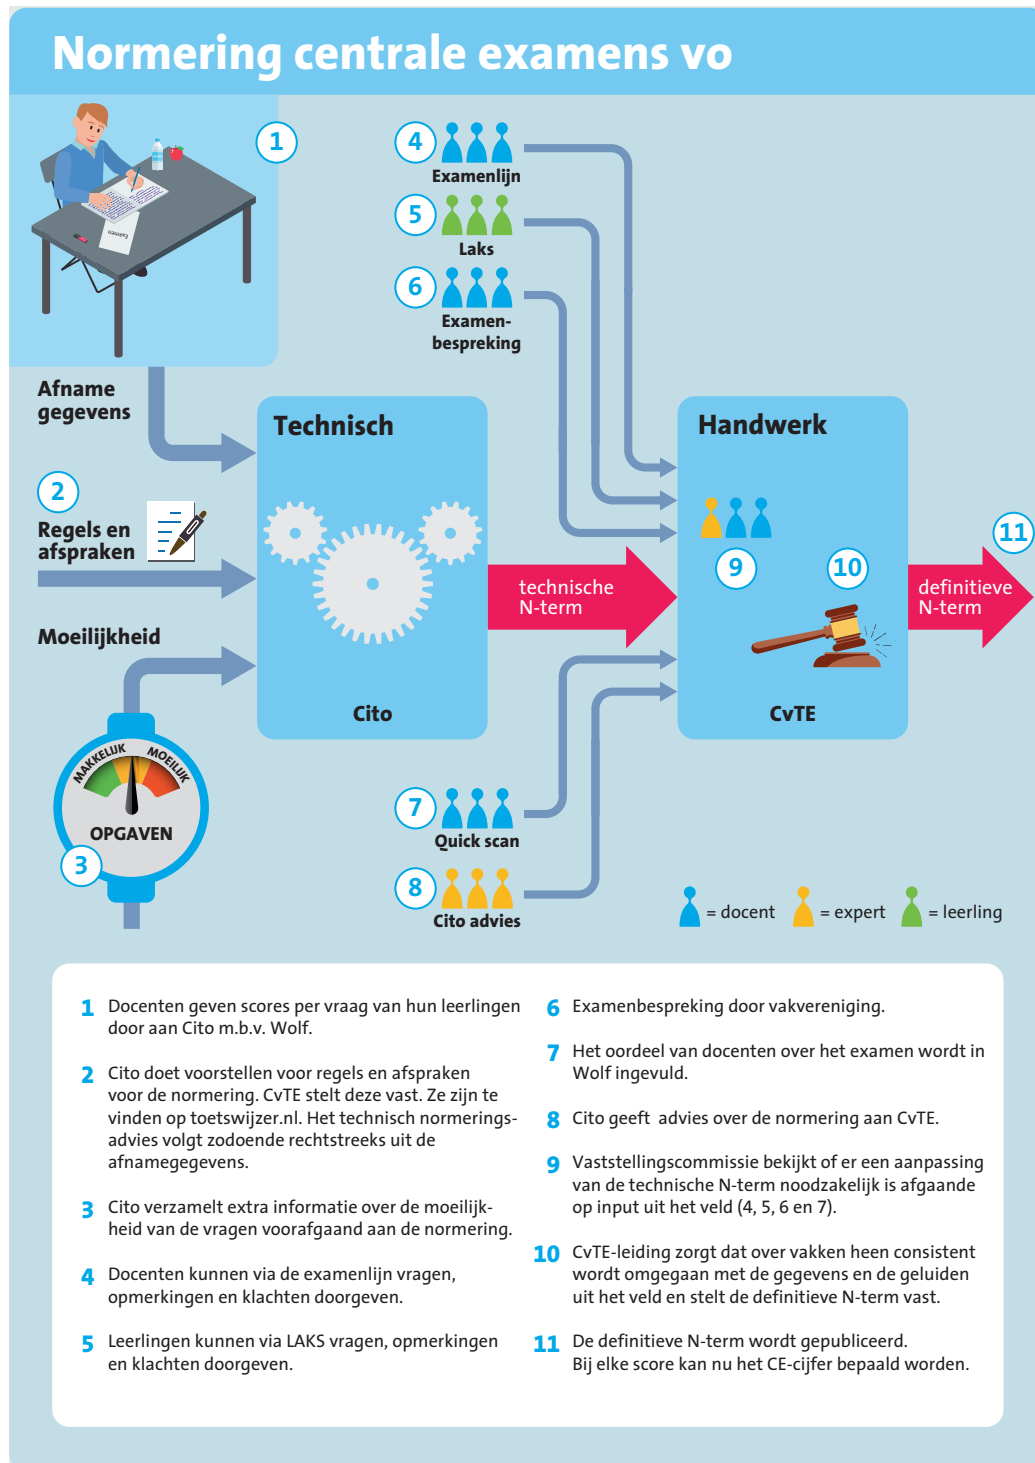 Normering centrale examens vo
1
4
Examenlijn
5
Laks
6
Examen-
bespreking
Examen
Afname
gegevens
2
Regels en
afspraken
Moeilijkheid
Technisch
Cito
technische
N-term
Handwerk
9
10
CvTE
11
definitieve
N-term
MAKKELIJK
MOEILIJK
OPGAVEN
3
7
Quick scan
8
Cito advies
= docent
= expert
= leerling
1 Docenten geven scores per vraag van hun leerlingen
door aan Cito m.b.v. Wolf.
2 Cito doet voorstellen voor regels en afspraken
voor de normering. CvTE stelt deze vast. Ze zijn te
vinden op toetswijzer.nl. Het technisch normerings-
advies volgt zodoende rechtstreeks uit de
afnamegegevens.
3 Cito verzamelt extra informatie over de moeilijk-
heid van de vragen voorafgaand aan de normering.
4 Docenten kunnen via de examenlijn vragen,
opmerkingen en klachten doorgeven.
5 Leerlingen kunnen via LAKS vragen, opmerkingen
en klachten doorgeven.
6 Examenbespreking door vakvereniging.
7 Het oordeel van docenten over het examen wordt in
Wolf ingevuld.
8 Cito geeft advies over de normering aan CvTE.
9 Vaststellingscommissie bekijkt of er een aanpassing
van de technische N-term noodzakelijk is afgaande
op input uit het veld (4, 5, 6 en 7).
10 CvTE-leiding zorgt dat over vakken heen consistent
wordt omgegaan met de gegevens en de geluiden
uit het veld en stelt de definitieve N-term vast.
11 De definitieve N-term wordt gepubliceerd.
Bij elke score kan nu het CE-cijfer bepaald worden.